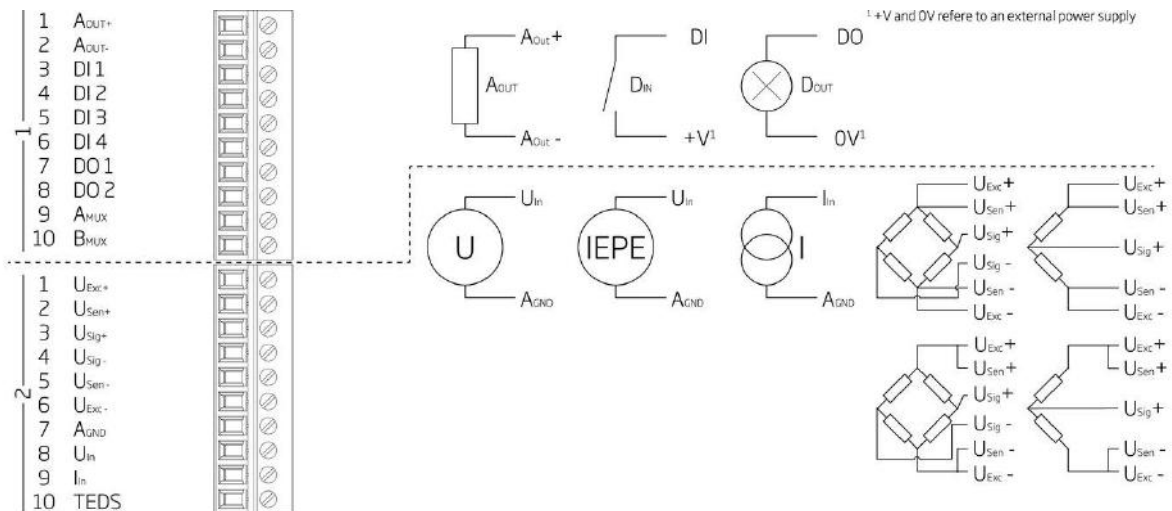 1 AOUT+
2 AOUT-
3 DI 1
4 DI 2
5 DI 3
6 DI 4
7 DO 1
8 DO 2
9 AMUX
10 BMUX
1
1 UExc+
2 USen+
3 USig+
4 USig-
5 USen-
6 UExc-
7 AGND
8 UIn
9 IIn
10 TEDS
2
¹ +V and 0V refere to an external power supply
AOut+
AOUT
AOut -
DI
DIN
+V¹
DO
DOUT
0V¹
UIn
U
AGND
UIn
IEPE
AGND
IIn
I
AGND
UExc+
USen+
USig+
USig -
USen -
UExc -
UExc+
USen+
USig+
USen -
UExc -
UExc+
USen+
USig+
USig -
USen -
UExc -
UExc+
USen+
USig+
USen -
UExc -